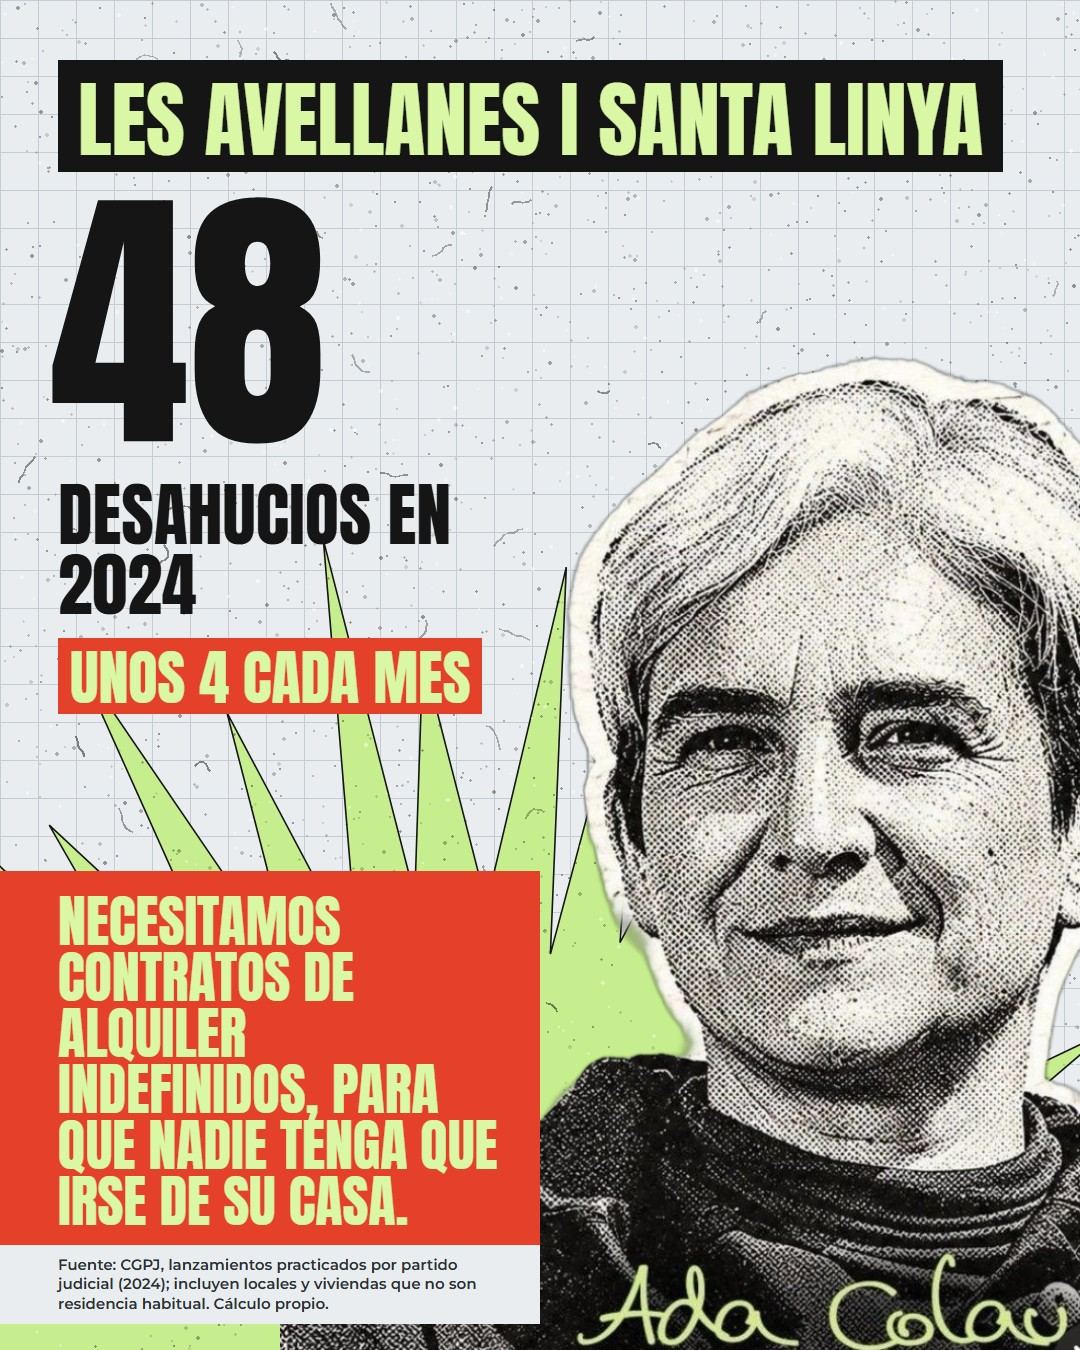 LES AVELLANES I SANTA LINYA
48
DESAHUCIOS EN
2024
UNOS 4 CADA MES
NECESITAMOS
CONTRATOS DE
ALQUILER
INDEFINIDOS, PARA
QUE NADIE TENGA QUE
IRSE DE SU CASA.
Fuente: CGPJ, lanzamientos practicados por partido
judicial (2024); incluyen locales y viviendas que no son
residencia habitual. Cálculo propio.
Ada Colau